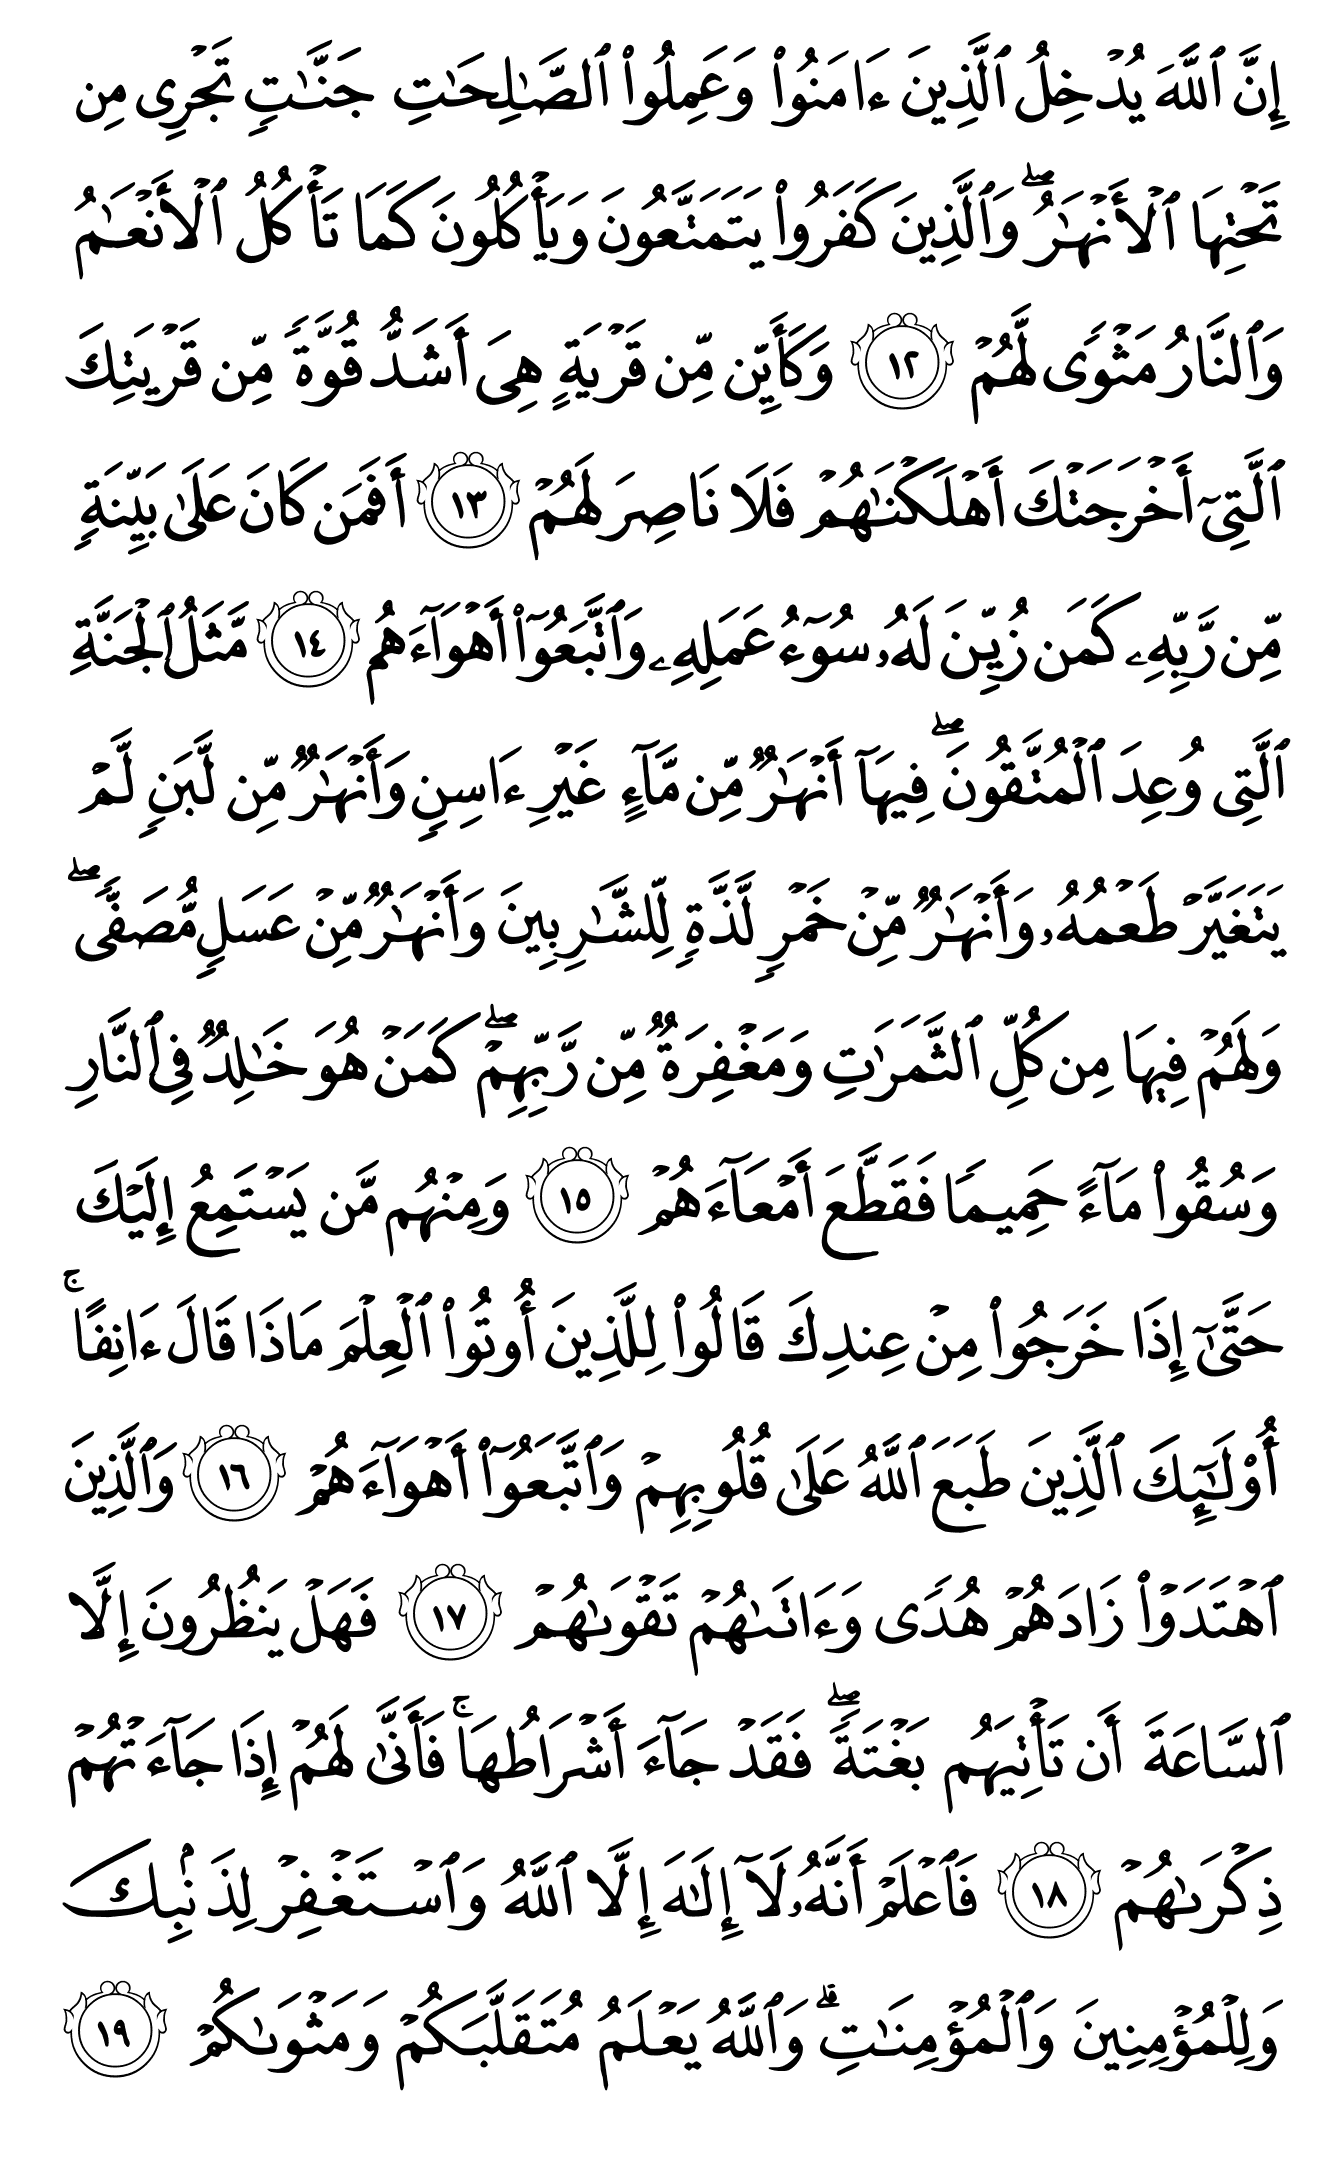 إِنَّ ٱللَّهَ يُدۡخِلُ ٱلَّذِينَ ءَامَنُواْ وَعَمِلُواْ ٱلصَّٰلِحَٰتِ جَنَّٰتٖ تَجۡرِي مِن
تَحۡتِهَا ٱلۡأَنۡهَٰرُۖ وَٱلَّذِينَ كَفَرُواْ يَتَمَتَّعُونَ وَيَأۡكُلُونَ كَمَا تَأۡكُلُ ٱلۡأَنۡعَٰمُ
وَٱلنَّارُ مَثۡوٗى لَّهُمۡ ١٢ وَكَأَيِّن مِّن قَرۡيَةٍ هِيَ أَشَدُّ قُوَّةٗ مِّن قَرۡيَتِكَ
ٱلَّتِيٓ أَخۡرَجَتۡكَ أَهۡلَكۡنَٰهُمۡ فَلَا نَاصِرَ لَهُمۡ ١٣ أَفَمَن كَانَ عَلَىٰ بَيِّنَةٖ
مِّن رَّبِّهِۦ كَمَن زُيِّنَ لَهُۥ سُوٓءُ عَمَلِهِۦ وَٱتَّبَعُوٓاْ أَهۡوَآءَهُم ١٤ مَّثَلُ ٱلۡجَنَّةِ
ٱلَّتِي وُعِدَ ٱلۡمُتَّقُونَۖ فِيهَآ أَنۡهَٰرٞ مِّن مَّآءٍ غَيۡرِ ءَاسِنٖ وَأَنۡهَٰرٞ مِّن لَّبَنٖ لَّمۡ
يَتَغَيَّرۡ طَعۡمُهُۥ وَأَنۡهَٰرٞ مِّنۡ خَمۡرٖ لَّذَّةٖ لِّلشَّٰرِبِينَ وَأَنۡهَٰرٞ مِّنۡ عَسَلٖ مُّصَفّٗىۖ
وَلَهُمۡ فِيهَا مِن كُلِّ ٱلثَّمَرَٰتِ وَمَغۡفِرَةٞ مِّن رَّبِّهِمۡۖ كَمَنۡ هُوَ خَٰلِدٞ فِي ٱلنَّارِ
وَسُقُواْ مَآءً حَمِيمٗا فَقَطَّعَ أَمۡعَآءَهُمۡ ١٥ وَمِنۡهُم مَّن يَسۡتَمِعُ إِلَيۡكَ
حَتَّىٰٓ إِذَا خَرَجُواْ مِنۡ عِندِكَ قَالُواْ لِلَّذِينَ أُوتُواْ ٱلۡعِلۡمَ مَاذَا قَالَ ءَانِفًاۚ
أُوْلَٰٓئِكَ ٱلَّذِينَ طَبَعَ ٱللَّهُ عَلَىٰ قُلُوبِهِمۡ وَٱتَّبَعُوٓاْ أَهۡوَآءَهُمۡ ١٦ وَٱلَّذِينَ
ٱهۡتَدَوۡاْ زَادَهُمۡ هُدٗى وَءَاتَىٰهُمۡ تَقۡوَىٰهُمۡ ١٧ فَهَلۡ يَنظُرُونَ إِلَّا
ٱلسَّاعَةَ أَن تَأۡتِيَهُم بَغۡتَةٗۖ فَقَدۡ جَآءَ أَشۡرَاطُهَاۚ فَأَنَّىٰ لَهُمۡ إِذَا جَآءَتۡهُمۡ
ذِكۡرَىٰهُمۡ ١٨ فَٱعۡلَمۡ أَنَّهُۥ لَآ إِلَٰهَ إِلَّا ٱللَّهُ وَٱسۡتَغۡفِرۡ لِذَنۢبِكَ
وَلِلۡمُؤۡمِنِينَ وَٱلۡمُؤۡمِنَٰتِۗ وَٱللَّهُ يَعۡلَمُ مُتَقَلَّبَكُمۡ وَمَثۡوَىٰكُمۡ ١٩